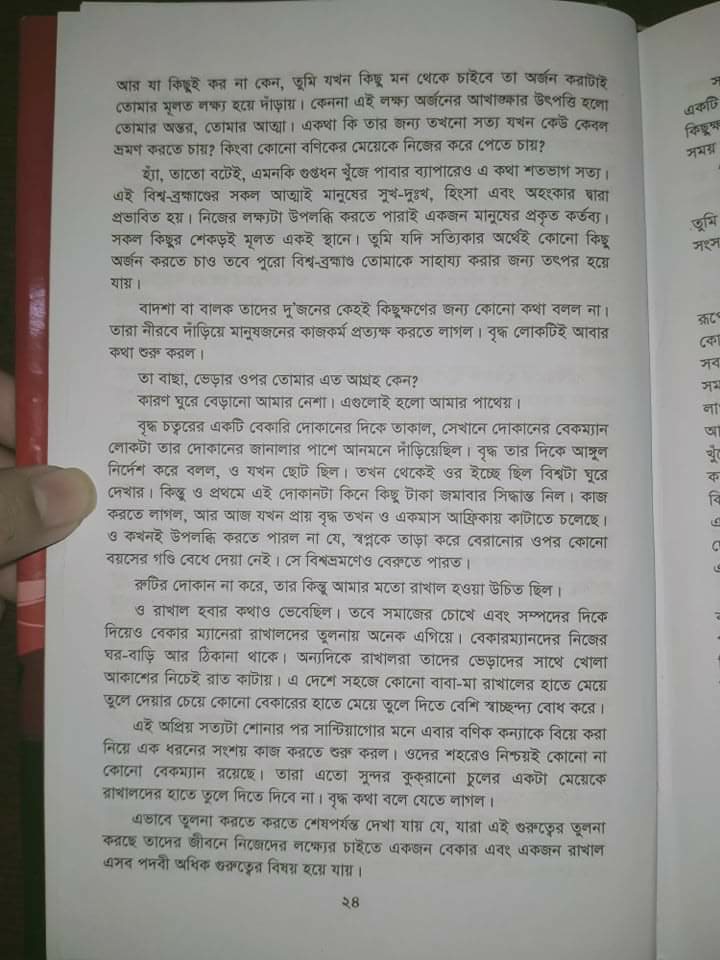 আর যা কিছুই কর না কেন, তুমি যখন কিছু মন থেকে চাইবে তা অর্জন করাটাই
তোমার মূলত লক্ষ্য হয়ে দাঁড়ায়। কেননা এই লক্ষ্য অর্জনের আখাঙ্কার উৎপত্তি হলো
তোমার অন্তর, তোমার আত্মা। একথা কি তার জন্য তখনো সত্য যখন কেউ কেবল
ভ্রমণ করতে চায়? কিংবা কোনো বণিকের মেয়েকে নিজের করে পেতে চায়?
হ্যাঁ, তাতো বটেই, এমনকি গুপ্তধন খুঁজে পাবার ব্যাপারেও এ কথা শতভাগ সত্য।
এই বিশ্ব-ব্রহ্মাণ্ডের সকল আত্মাই মানুষের সুখ-দুঃখ, হিংসা এবং অহংকার দ্বারা
প্রভাবিত হয়। নিজের লক্ষ্যটা উপলব্ধি করতে পারাই একজন মানুষের প্রকৃত কর্তব্য।
সকল কিছুর শেকড়ই মূলত একই স্থানে। তুমি যদি সত্যিকার অর্থেই কোনো কিছু
অর্জন করতে চাও তবে পুরো বিশ্ব-ব্রহ্মাণ্ড তোমাকে সাহায্য করার জন্য তৎপর হয়ে
যায়।
বাদশা বা বালক তাদের দু'জনের কেহই কিছুক্ষণের জন্য কোনো কথা বলল না।
তারা নীরবে দাঁড়িয়ে মানুষজনের কাজকর্ম প্রত্যক্ষ করতে লাগল। বৃদ্ধ লোকটিই আবার
কথা শুরু করল।
তা বাছা, ভেড়ার ওপর তোমার এত আগ্রহ কেন?
কারণ ঘুরে বেড়ানো আমার নেশা। এগুলোই হলো আমার পাথেয়।
বৃদ্ধ চত্বরের একটি বেকারি দোকানের দিকে তাকাল, সেখানে দোকানের বেকম্যান
লোকটা তার দোকানের জানালার পাশে আনমনে দাঁড়িয়েছিল। বৃদ্ধ তার দিকে আঙ্গুল
নির্দেশ করে বলল, ও যখন ছোট ছিল। তখন থেকেই ওর ইচ্ছে ছিল বিশ্বটা ঘুরে
দেখার। কিন্তু ও প্রথমে এই দোকানটা কিনে কিছু টাকা জমাবার সিদ্ধান্ত নিল। কাজ
করতে লাগল, আর আজ যখন প্রায় বৃদ্ধ তখন ও একমাস আফ্রিকায় কাটাতে চলেছে।
ও কখনই উপলব্ধি করতে পারল না যে, স্বপ্নকে তাড়া করে বেরানোর ওপর কোনো
বয়সের গণ্ডি বেধে দেয়া নেই। সে বিশ্বভ্রমণেও বেরুতে পারত।
রুটির দোকান না করে, তার কিন্তু আমার মতো রাখাল হওয়া উচিত ছিল।
ও রাখাল হবার কথাও ভেবেছিল। তবে সমাজের চোখে এবং সম্পদের দিকে
দিয়েও বেকার ম্যানেরা রাখালদের তুলনায় অনেক এগিয়ে। বেকারম্যানদের নিজের
ঘর-বাড়ি আর ঠিকানা থাকে। অন্যদিকে রাখালরা তাদের ভেড়াদের সাথে খোলা
আকাশের নিচেই রাত কাটায়। এ দেশে সহজে কোনো বাবা-মা রাখালের হাতে মেয়ে
তুলে দেয়ার চেয়ে কোনো বেকারের হাতে মেয়ে তুলে দিতে বেশি স্বাচ্ছন্দ্য বোধ করে।
এই অপ্রিয় সত্যটা শোনার পর সান্টিয়াগোর মনে এবার বণিক কন্যাকে বিয়ে করা
নিয়ে এক ধরনের সংশয় কাজ করতে শুরু করল। ওদের শহরেও নিশ্চয়ই কোনো না
কোনো বেকম্যান রয়েছে। তারা এতো সুন্দর কুক্রানো চুলের একটা মেয়েকে
রাখালদের হাতে তুলে দিতে দিবে না। বৃদ্ধ কথা বলে যেতে লাগল।
এভাবে তুলনা করতে করতে শেষপর্যন্ত দেখা যায় যে, যারা এই গুরুত্বের তুলনা
করছে তাদের জীবনে নিজেদের লক্ষ্যের চাইতে একজন বেকার এবং একজন রাখাল
এসব পদবী অধিক গুরুত্বের বিষয় হয়ে যায়।
২৪
একটি
কিছুক্ষ
সময়
তুমি
সংস
রূপে